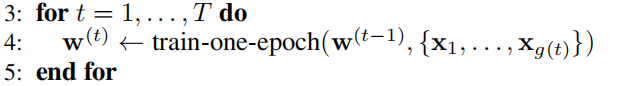 3: for t = 1, . . . , T do
4: w^(t) ← train-one-epoch(w^(t−1), {x_1, . . . , x_g(t)})
5: end for